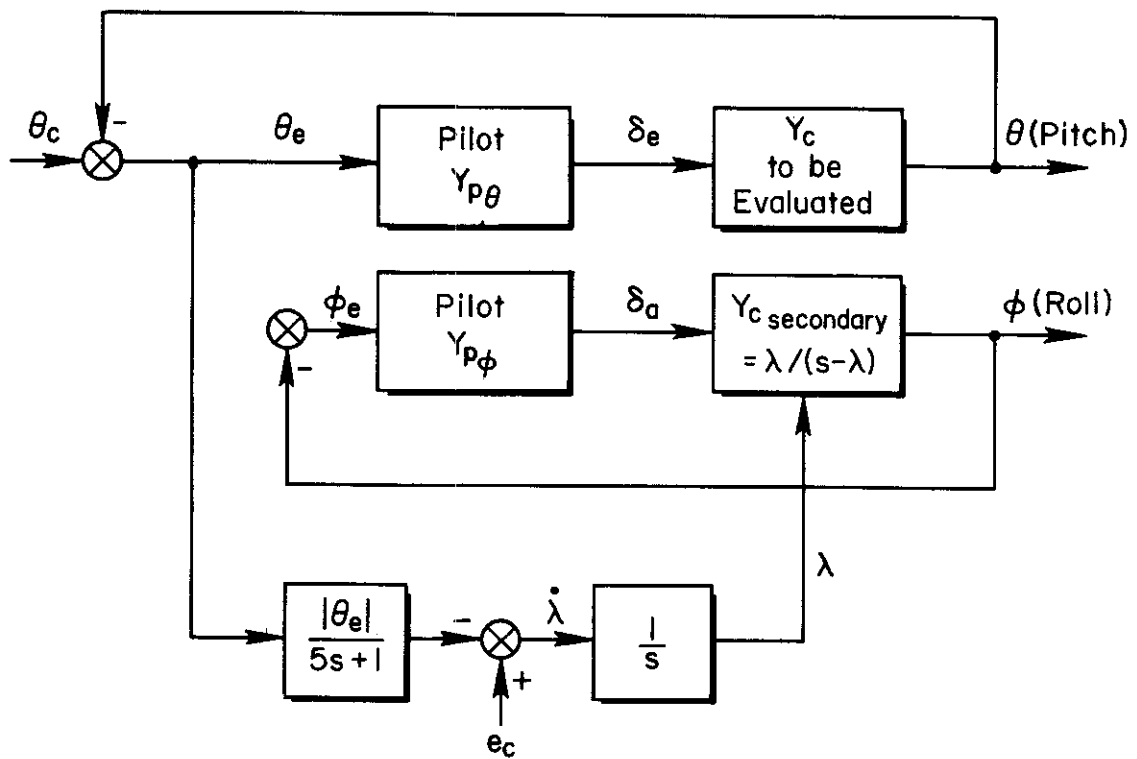 θc
-
θe
Pilot
Ypθ
δe
Yc
to be
Evaluated
θ (Pitch)
-
ϕe
Pilot
Ypϕ
δa
Yc secondary
= λ/(s-λ)
ϕ (Roll)
|θe|
5s+1
-
+
ec
λ̇
1
s
λ